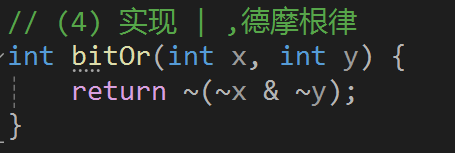 // (4) 实现 | ,德摩根律
int bitOr(int x, int y) {
    return ~(~x & ~y);
}